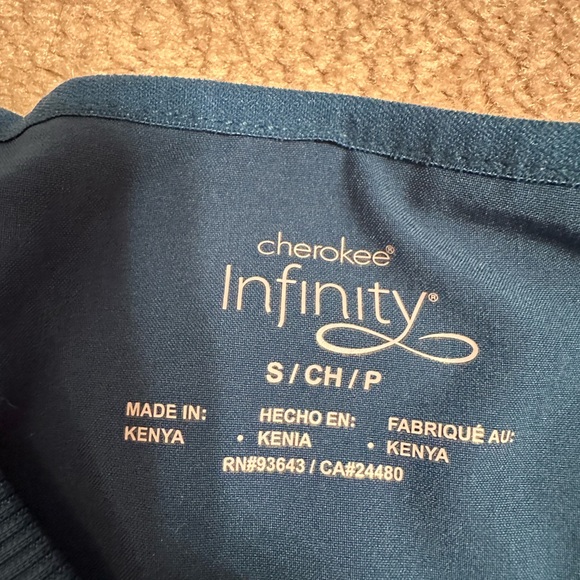 cherokee®
Infinity®
S / CH / P
MADE IN: HECHO EN: FABRIQUÉ AU:
KENYA • KENIA • KENYA
RN#93643 / CA#24480